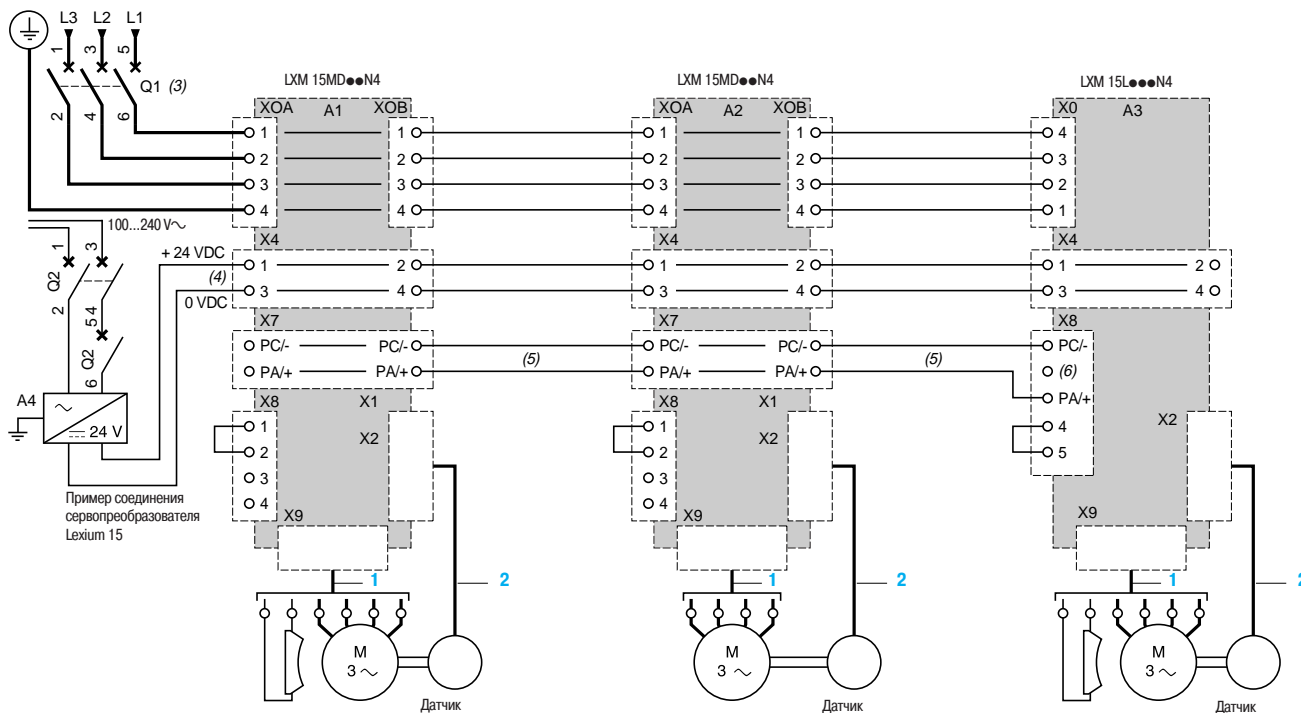 L3 L2 L1
1 3 5
Q1 (3)
2 4 6
LXM 15MD●●N4
LXM 15MD●●N4
LXM 15L●●●N4
XOA A1 XOB
XOA A2 XOB
X0 A3
1 1 1 1 4
2 2 2 2 3
3 3 3 3 2
4 4 4 4 1
100...240 V~
X4 X4 X4
+ 24 VDC
1 2 1 2 1 2
(4)
3 4 3 4 3 4
0 VDC
1 3
Q2
2 4
5
Q2
6
X7 X7 X8
PC/- PC/- (5) PC/- PC/- (5) PC/-
PA/+ PA/+ PA/+ PA/+ (6)
PA/+
A4
~
24 V
X8 X1 X8 X1
1 X2 1 X2 4 X2
2 2 5
3 3
4 4
X9 X9 X9
Пример соединения
сервопреобразователя
Lexium 15
1 2 1 2 1 2
M M M
3 ~ 3 ~ 3 ~
Датчик Датчик Датчик